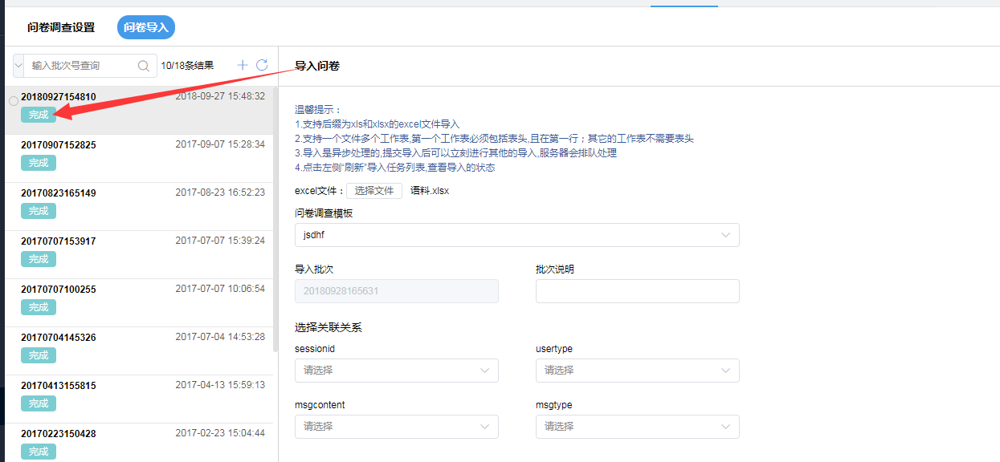 问卷调查设置 问卷导入
输入批次号查询 10/18条结果
20180927154810 2018-09-27 15:48:32
完成
20170907152825 2017-09-07 15:28:34
完成
20170823165149 2017-08-23 16:52:23
完成
20170707153917 2017-07-07 15:39:24
完成
20170707100255 2017-07-07 10:06:54
完成
20170704145326 2017-07-04 14:53:28
完成
20170413155815 2017-04-13 15:59:13
完成
20170223150428 2017-02-23 15:04:44
完成
导入问卷
温馨提示：
1.支持后缀为xls和xlsx的excel文件导入
2.支持一个文件多个工作表,第一个工作表必须包括表头,且在第一行；其它的工作表不需要表头
3.导入是异步处理的,提交导入后可以立刻进行其他的导入,服务器会排队处理
4.点击左侧“刷新”导入任务列表,查看导入的状态
excel文件： 选择文件 语料.xlsx
问卷调查模板
jsdhf
导入批次 批次说明
20180928165631
选择关联关系
sessionid usertype
请选择 请选择
msgcontent msgtype
请选择 请选择